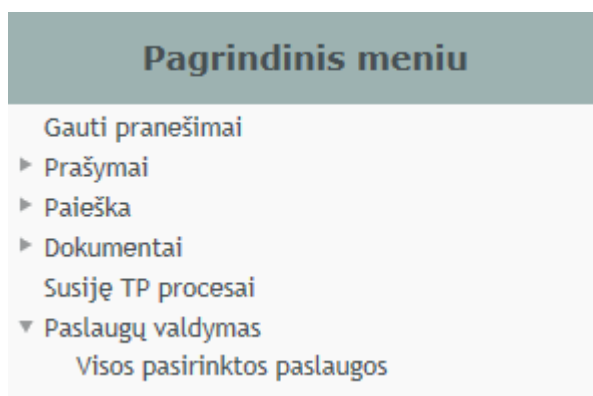 Pagrindinis meniu
Gauti pranešimai
Prašymai
Paieška
Dokumentai
Susiję TP procesai
Paslaugų valdymas
Visos pasirinktos paslaugos